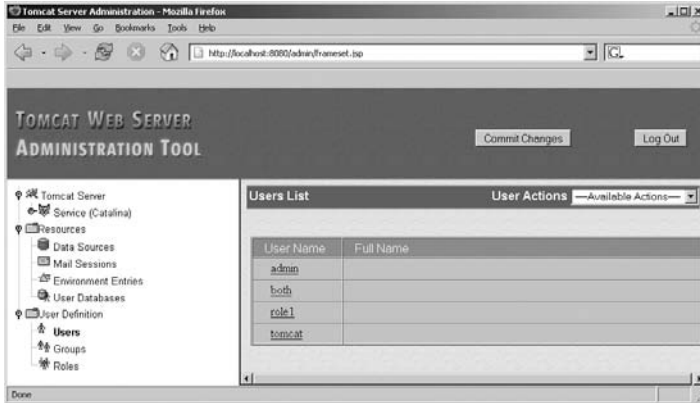 Tomcat Server Administration - Mozilla Firefox
File Edit View Go Bookmarks Tools Help
http://localhost:8080/admin/frameset.jsp
G.
TOMCAT WEB SERVER
ADMINISTRATION TOOL
Commit Changes
Log Out
Tomcat Server
Service (Catalina)
Resources
Data Sources
Mail Sessions
Environment Entries
User Databases
User Definition
Users
Groups
Roles
Users List
User Actions
—Available Actions—
User Name Full Name
admin
both
role1
tomcat
Done